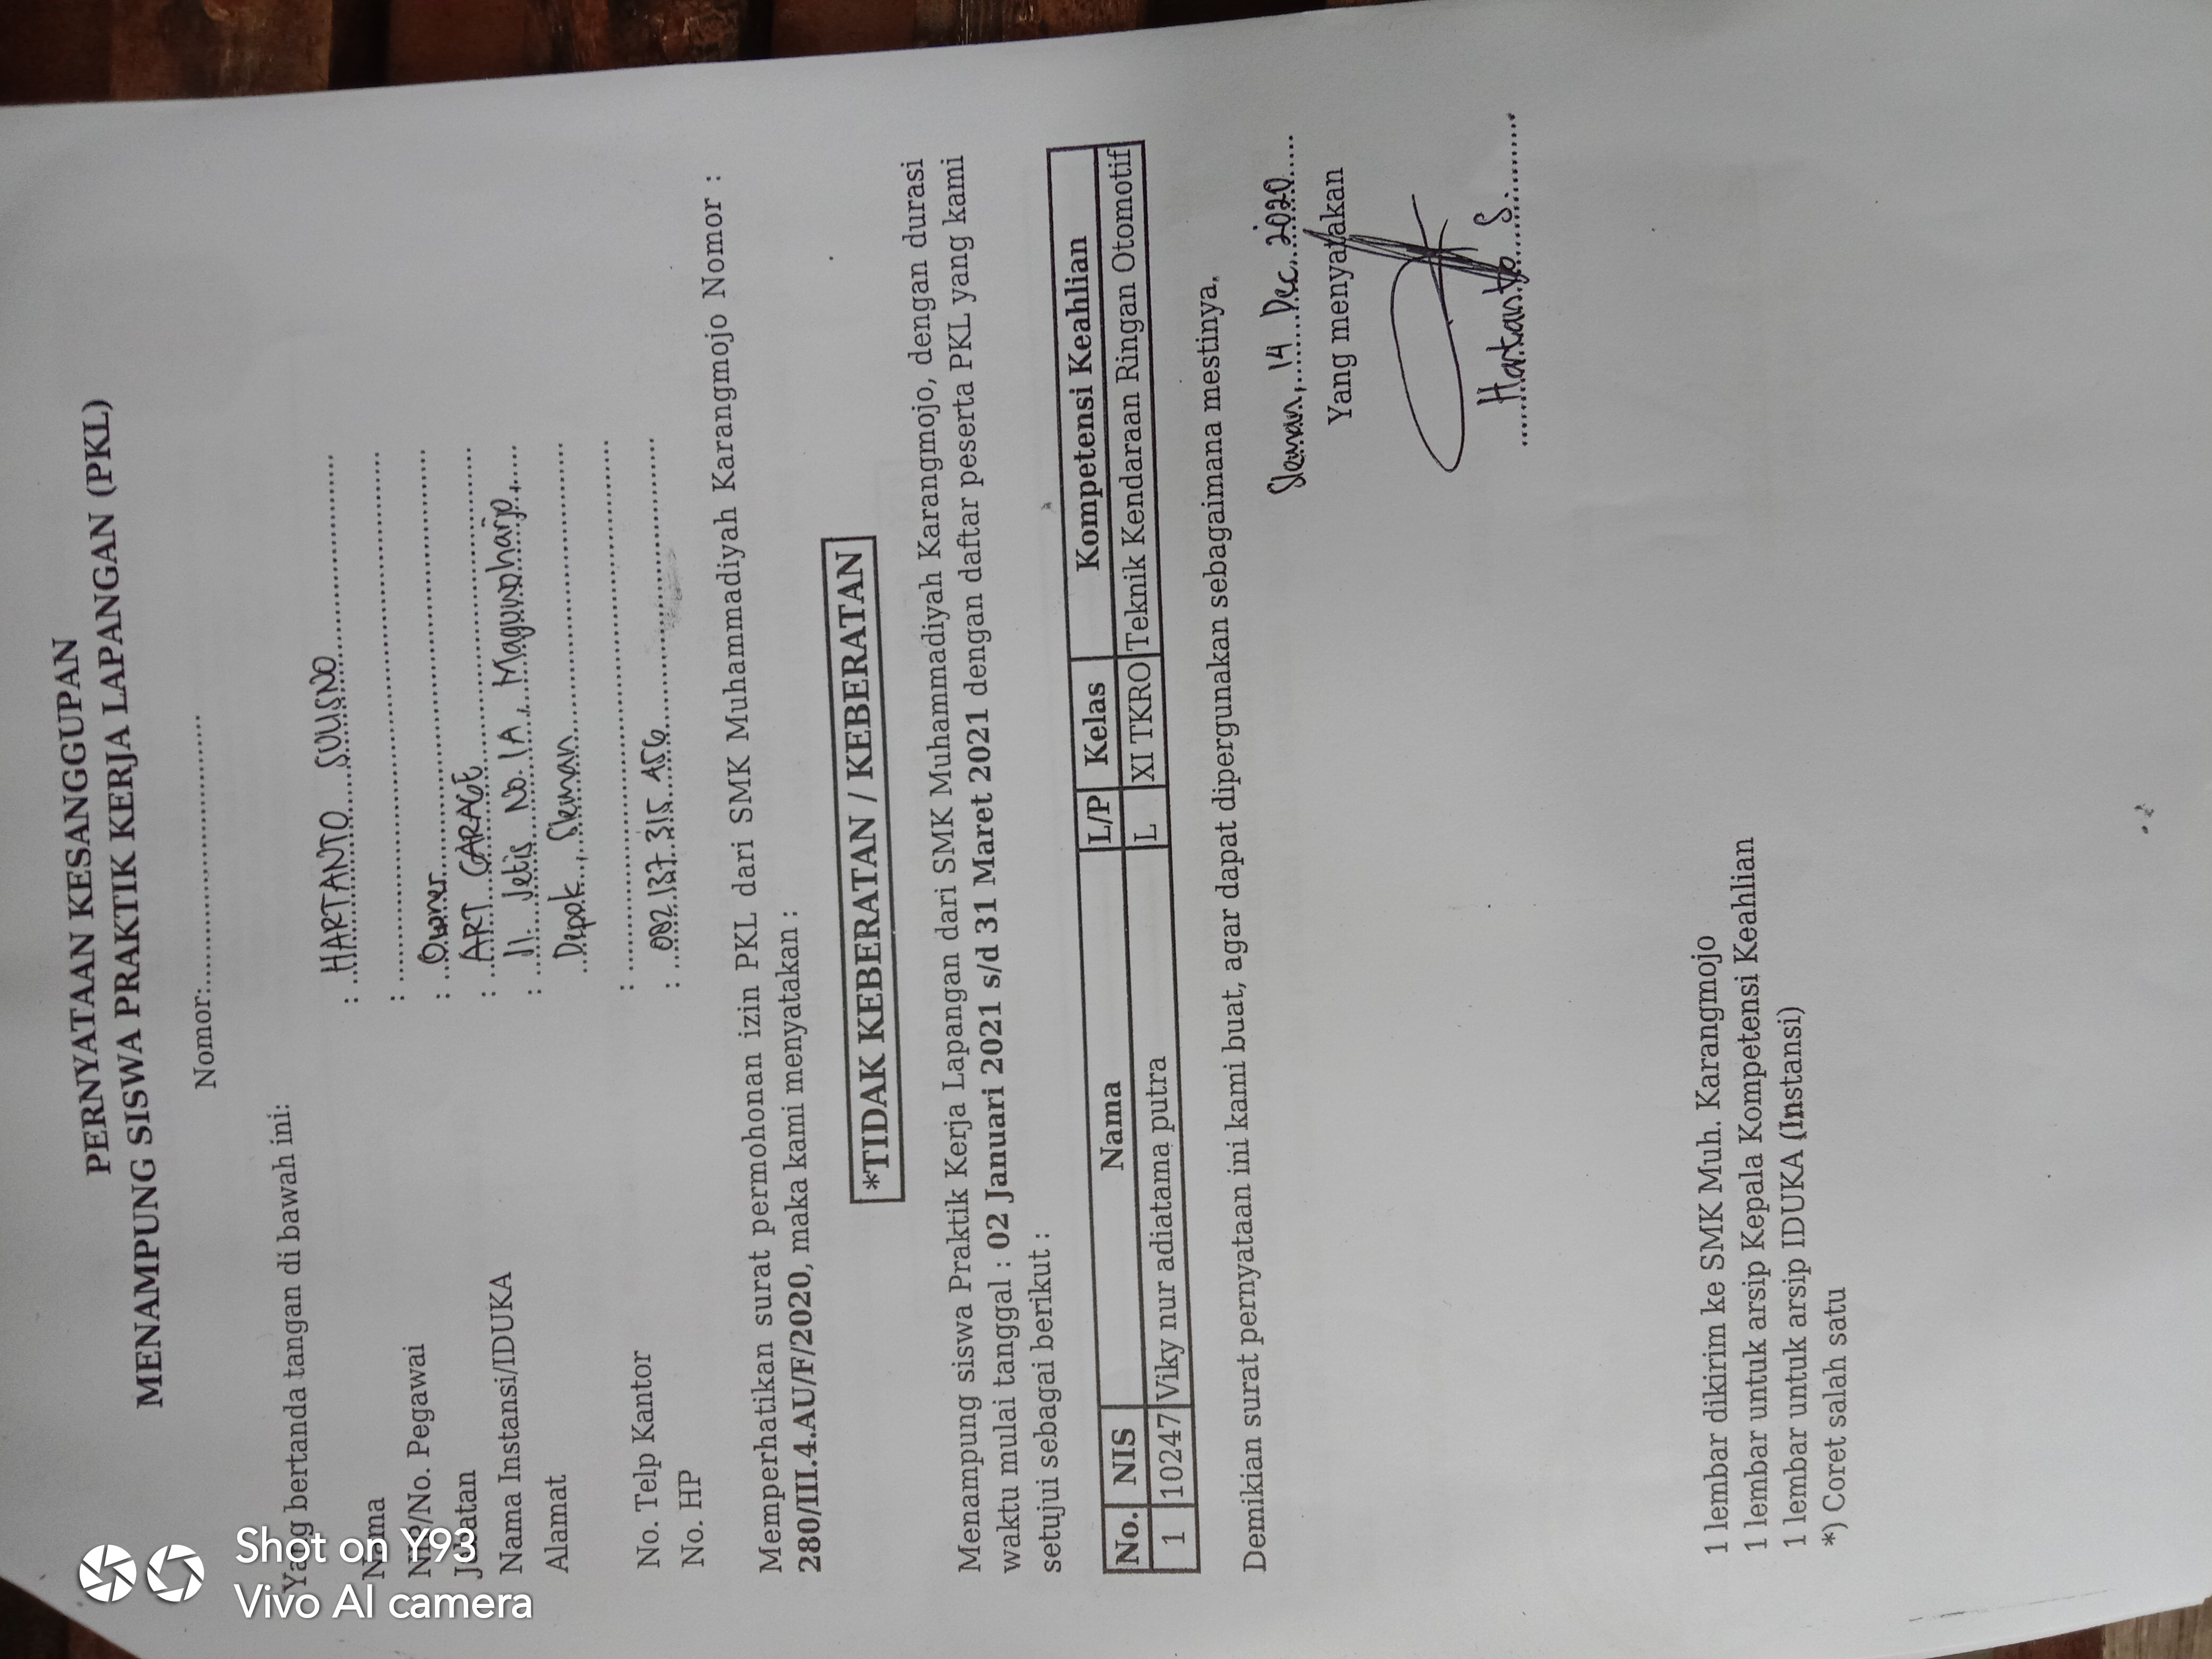 PERNYATAAN KESANGGUPAN
MENAMPUNG SISWA PRAKTIK KERJA LAPANGAN (PKL)
Nomor:
Yang bertanda tangan di bawah ini:
Nama : HARTANTO SULISNO
NIP/No. Pegawai :
Jabatan : Owner
Nama Instansi/IDUKA : ART GARAGE
Alamat : Jl. Jetis No. 1A, Maguwoharjo,
Depok, Sleman
No. Telp Kantor :
No. HP : 082 137 315 456
Memperhatikan surat permohonan izin PKL dari SMK Muhammadiyah Karangmojo Nomor :
280/III.4.AU/F/2020, maka kami menyatakan :
*TIDAK KEBERATAN / KEBERATAN
Menampung siswa Praktik Kerja Lapangan dari SMK Muhammadiyah Karangmojo, dengan durasi
waktu mulai tanggal : 02 Januari 2021 s/d 31 Maret 2021 dengan daftar peserta PKL yang kami
setujui sebagai berikut :
No. NIS Nama L/P Kelas Kompetensi Keahlian
1 10247 Viky nur adiatama putra L XI TKRO Teknik Kendaraan Ringan Otomotif
Demikian surat pernyataan ini kami buat, agar dapat dipergunakan sebagaimana mestinya.
Sleman, 14 Dec 2020
Yang menyatakan
Hartanto S.
1 lembar dikirim ke SMK Muh. Karangmojo
1 lembar untuk arsip Kepala Kompetensi Keahlian
1 lembar untuk arsip IDUKA (Instansi)
*) Coret salah satu
Shot on Y93
Vivo AI camera